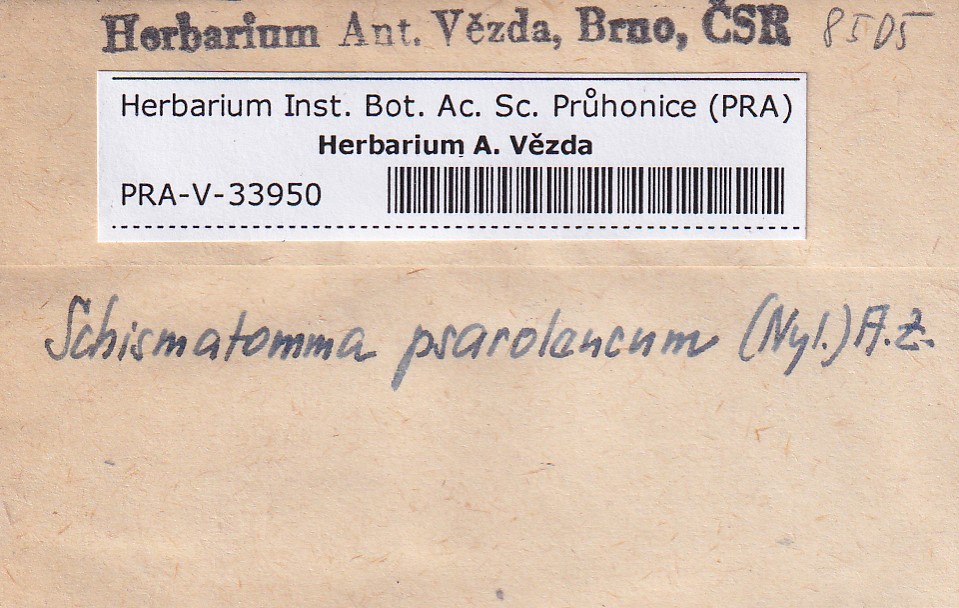 Herbarium Ant. Vězda, Brno, ČSR 8505
Herbarium Inst. Bot. Ac. Sc. Průhonice (PRA)
Herbarium A. Vězda
PRA-V-33950
Schismatomma psaroleucum (Nyl.) A.Z.